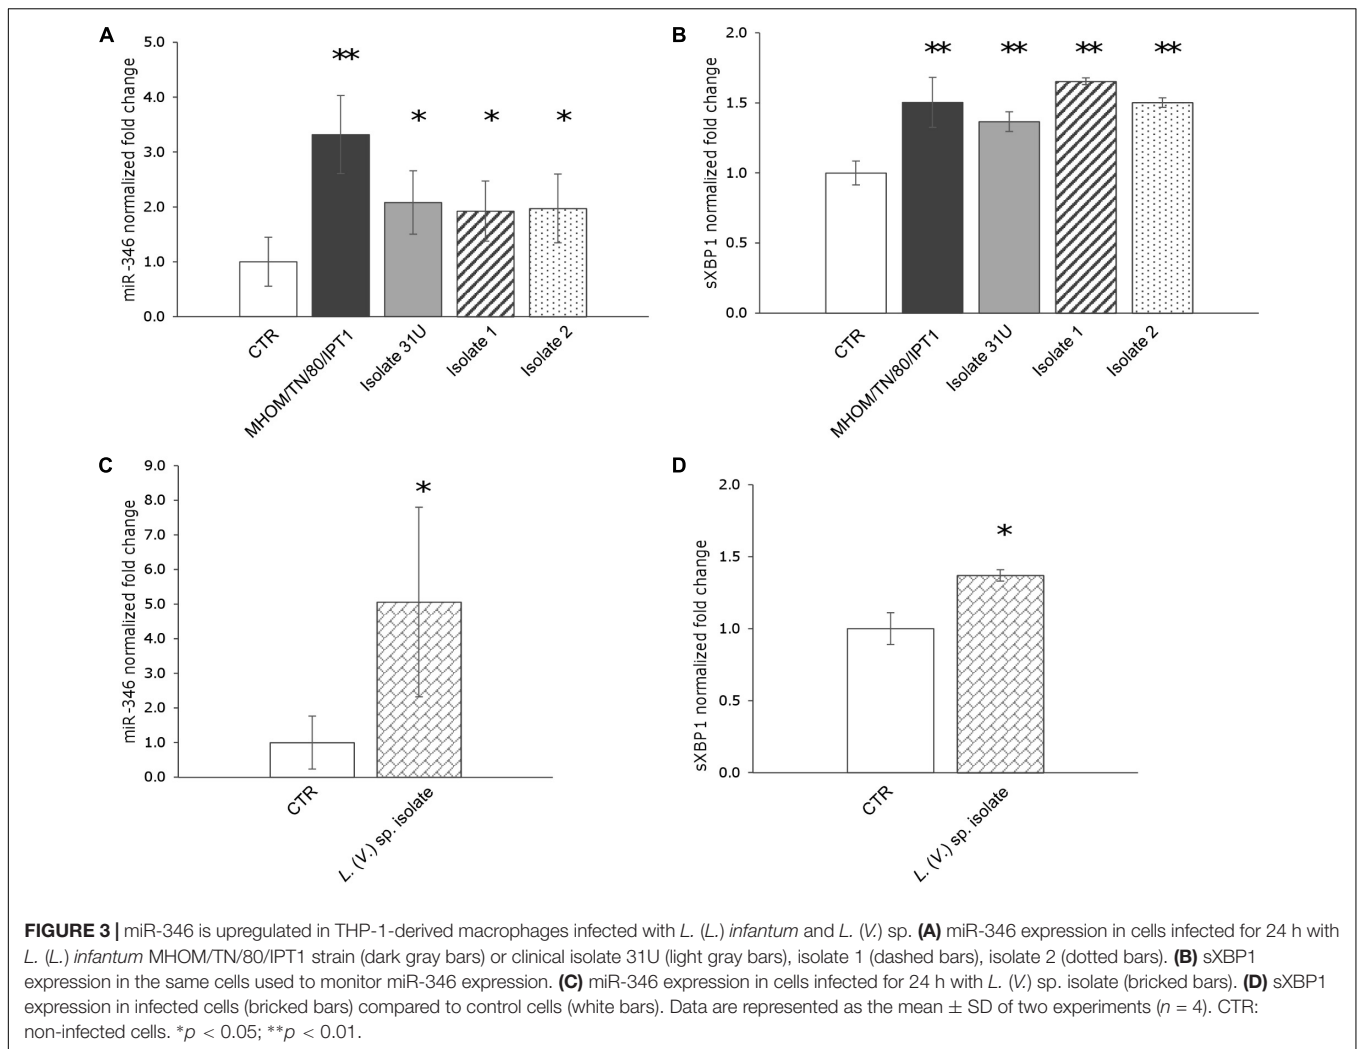 A
5.0
4.0
3.0
2.0
1.0
0.0
miR-346 normalized fold change
**
*
*
*
CTR
MHOM/TN/80/IPT1
Isolate 31U
Isolate 1
Isolate 2
B
2.0
1.5
1.0
0.5
0.0
sXBP1 normalized fold change
**
**
**
**
CTR
MHOM/TN/80/IPT1
Isolate 31U
Isolate 1
Isolate 2
C
9.0
8.0
7.0
6.0
5.0
4.0
3.0
2.0
1.0
0.0
miR-346 normalized fold change
*
CTR
L. (V.) sp. isolate
D
2.0
1.5
1.0
0.5
0.0
sXBP1 normalized fold change
*
CTR
L. (V.) sp. isolate
FIGURE 3 | miR-346 is upregulated in THP-1-derived macrophages infected with L. (L.) infantum and L. (V.) sp. (A) miR-346 expression in cells infected for 24 h with
L. (L.) infantum MHOM/TN/80/IPT1 strain (dark gray bars) or clinical isolate 31U (light gray bars), isolate 1 (dashed bars), isolate 2 (dotted bars). (B) sXBP1
expression in the same cells used to monitor miR-346 expression. (C) miR-346 expression in cells infected for 24 h with L. (V.) sp. isolate (bricked bars). (D) sXBP1
expression in infected cells (bricked bars) compared to control cells (white bars). Data are represented as the mean ± SD of two experiments (n = 4). CTR:
non-infected cells. *p < 0.05; **p < 0.01.